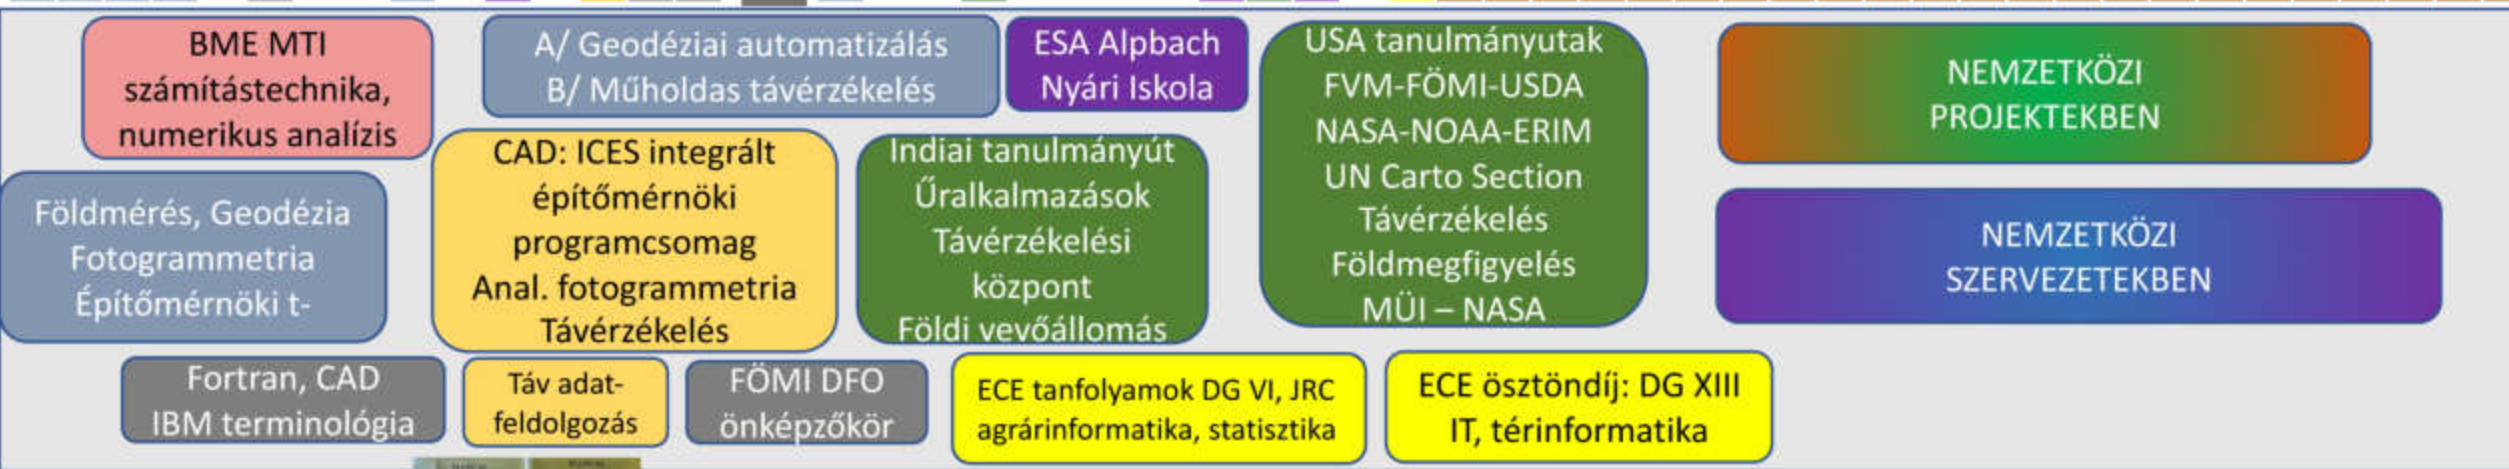 BME MTI
számítástechnika,
numerikus analízis
A/ Geodéziai automatizálás
B/ Műholdas távérzékelés
ESA Alpbach
Nyári Iskola
USA tanulmányutak
FVM-FÖMI-USDA
NASA-NOAA-ERIM
UN Carto Section
Távérzékelés
Földmegfigyelés
MÜI – NASA
NEMZETKÖZI
PROJEKTEKBEN
Földmérés, Geodézia
Fotogrammetria
Építőmérnöki t-
CAD: ICES integrált
építőmérnöki
programcsomag
Anal. fotogrammetria
Távérzékelés
Indiai tanulmányút
Űralkalmazások
Távérzékelési
központ
Földi vevőállomás
NEMZETKÖZI
SZERVEZETEKBEN
Fortran, CAD
IBM terminológia
Táv adat-
feldolgozás
FÖMI DFO
önképzőkör
ECE tanfolyamok DG VI, JRC
agrárinformatika, statisztika
ECE ösztöndíj: DG XIII
IT, térinformatika